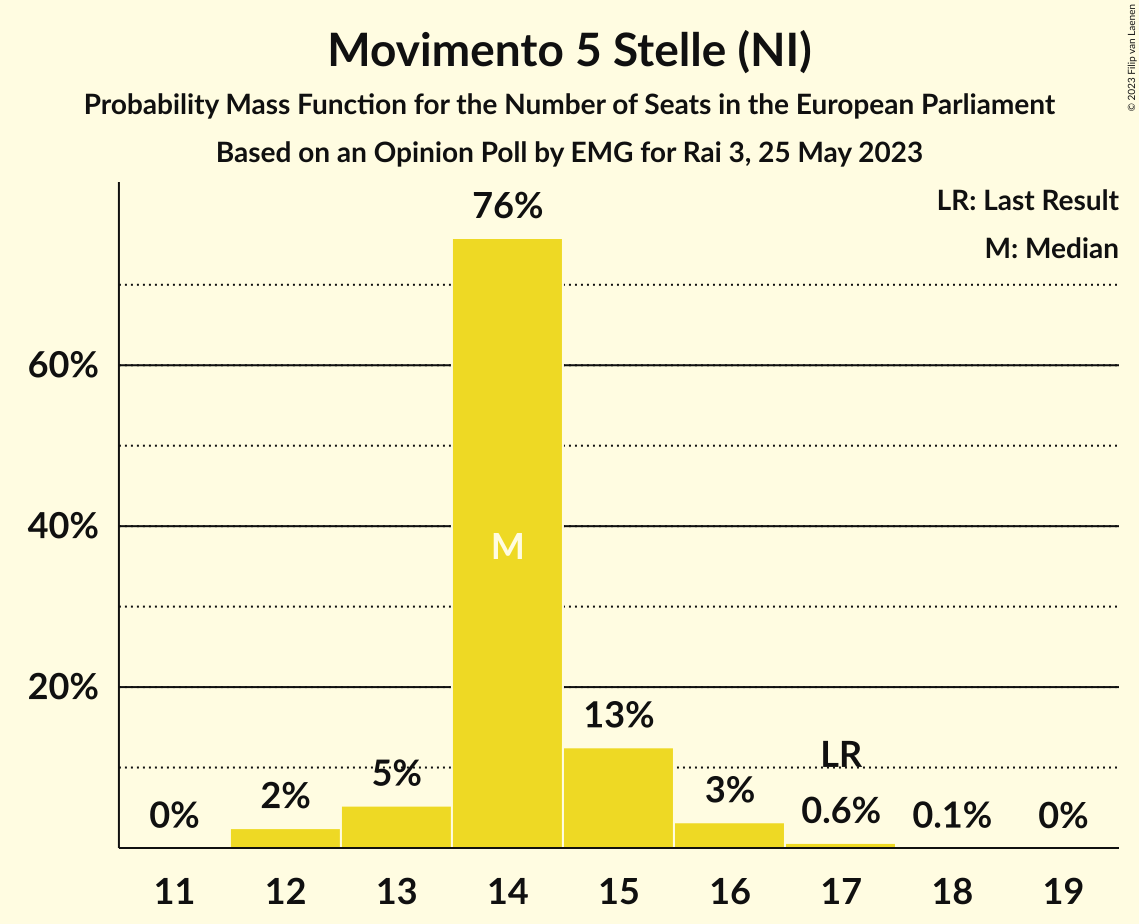 Movimento 5 Stelle (NI)
Probability Mass Function for the Number of Seats in the European Parliament
Based on an Opinion Poll by EMG for Rai 3, 25 May 2023
© 2023 Filip van Laenen
LR: Last Result
M: Median
76%
60%
40%
20%
M
13%
LR
5%
2%
3%
0%
0.6%
0.1%
0%
11 12 13 14 15 16 17 18 19